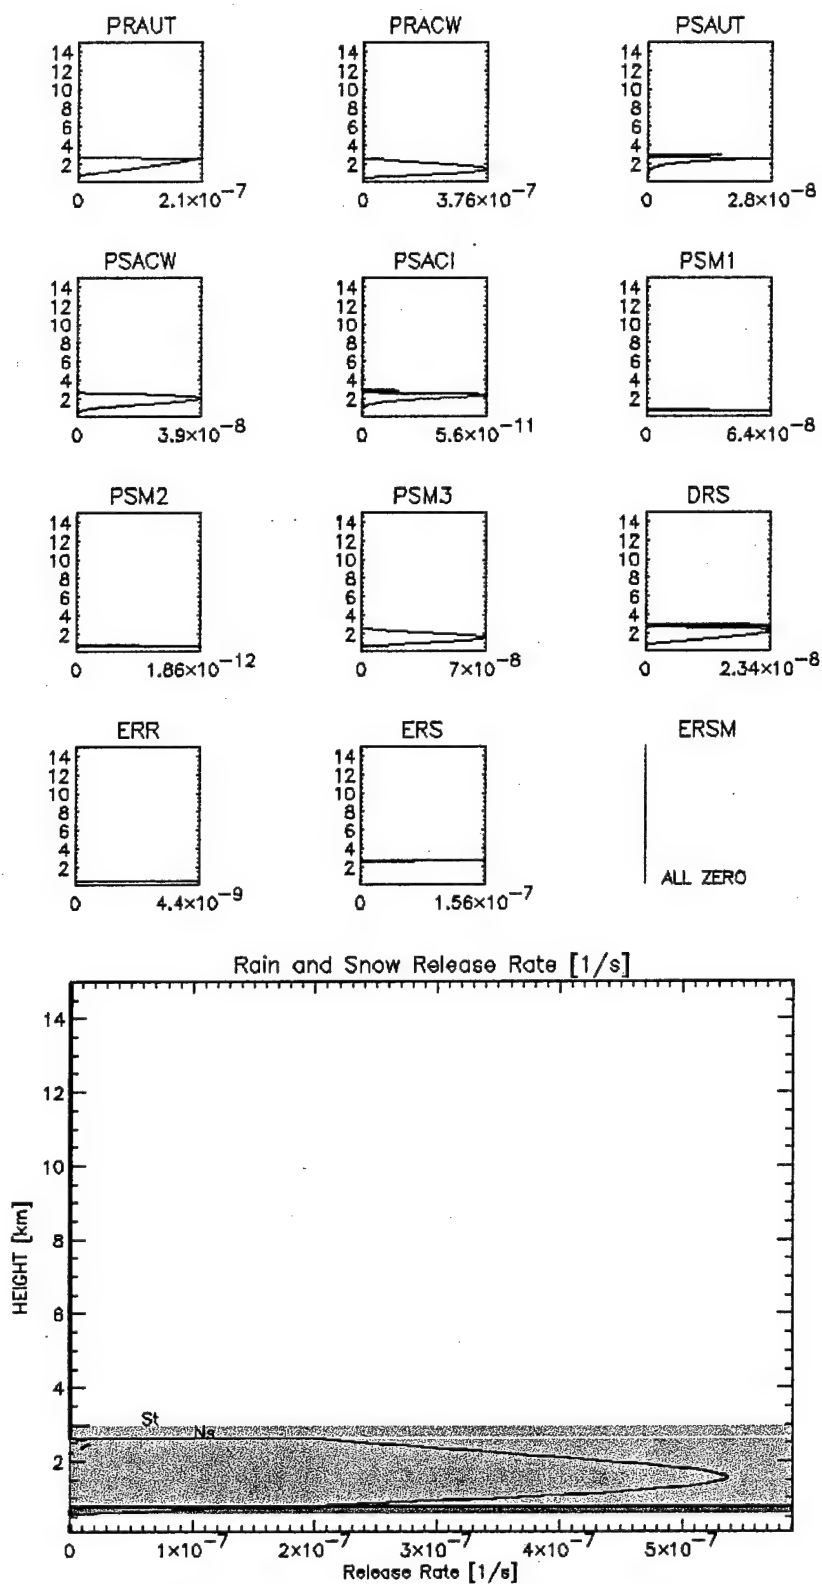 PRAUT PRACW PSAUT
14 14 14
12 12 12
10 10 10
8 8 8
6 6 6
4 4 4
2 2 2
0 2.1×10⁻⁷ 0 3.76×10⁻⁷ 0 2.8×10⁻⁸
PSACW PSACI PSM1
14 14 14
12 12 12
10 10 10
8 8 8
6 6 6
4 4 4
2 2 2
0 3.9×10⁻⁸ 0 5.6×10⁻¹¹ 0 6.4×10⁻⁸
PSM2 PSM3 DRS
14 14 14
12 12 12
10 10 10
8 8 8
6 6 6
4 4 4
2 2 2
0 1.86×10⁻¹² 0 7×10⁻⁸ 0 2.34×10⁻⁸
ERR ERS ERSM
14 14
12 12
10 10
8 8
6 6
4 4
2 2 ALL ZERO
0 4.4×10⁻⁹ 0 1.56×10⁻⁷
Rain and Snow Release Rate [1/s]
14
12
10
HEIGHT [km]
8
6
4
St
Ns
2
0 1×10⁻⁷ 2×10⁻⁷ 3×10⁻⁷ 4×10⁻⁷ 5×10⁻⁷
Release Rate [1/s]